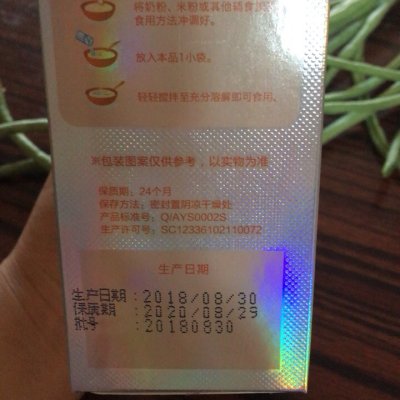 将奶粉、米粉或其他辅食按
食用方法冲调好。
放入本品1小袋。
轻轻搅拌至充分溶解即可食用。
※包装图案仅供参考，以实物为准
保质期：24个月
保存方法：密封置阴凉干燥处
产品标准号：Q/AYS0002S
生产许可号：SC12336102110072
生产日期
生产日期：2018/08/30
保质期：2020/08/29
批号：20180830